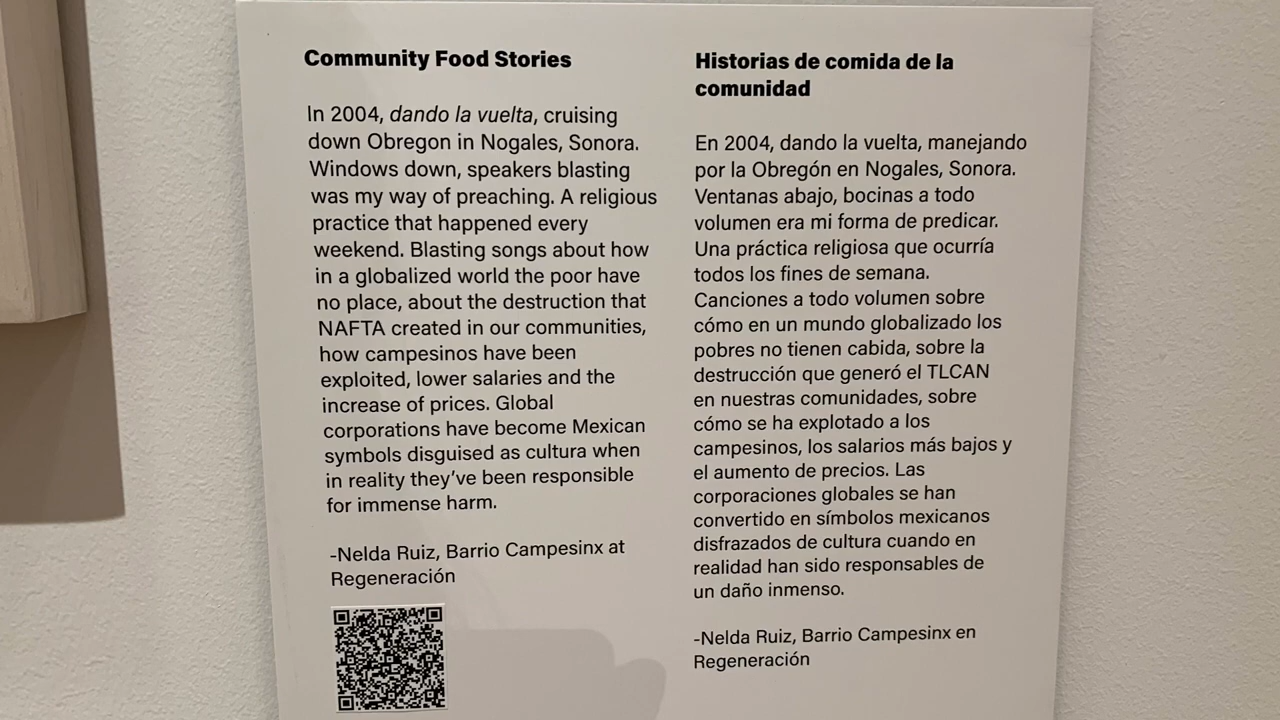 Community Food Stories
In 2004, dando la vuelta, cruising
down Obregon in Nogales, Sonora.
Windows down, speakers blasting
was my way of preaching. A religious
practice that happened every
weekend. Blasting songs about how
in a globalized world the poor have
no place, about the destruction that
NAFTA created in our communities,
how campesinos have been
exploited, lower salaries and the
increase of prices. Global
corporations have become Mexican
symbols disguised as cultura when
in reality they've been responsible
for immense harm.
-Nelda Ruiz, Barrio Campesinx at
Regeneración
Historias de comida de la
comunidad
En 2004, dando la vuelta, manejando
por la Obregón en Nogales, Sonora.
Ventanas abajo, bocinas a todo
volumen era mi forma de predicar.
Una práctica religiosa que ocurría
todos los fines de semana.
Canciones a todo volumen sobre
cómo en un mundo globalizado los
pobres no tienen cabida, sobre la
destrucción que generó el TLCAN
en nuestras comunidades, sobre
cómo se ha explotado a los
campesinos, los salarios más bajos y
el aumento de precios. Las
corporaciones globales se han
convertido en símbolos mexicanos
disfrazados de cultura cuando en
realidad han sido responsables de
un daño inmenso.
-Nelda Ruiz, Barrio Campesinx en
Regeneración